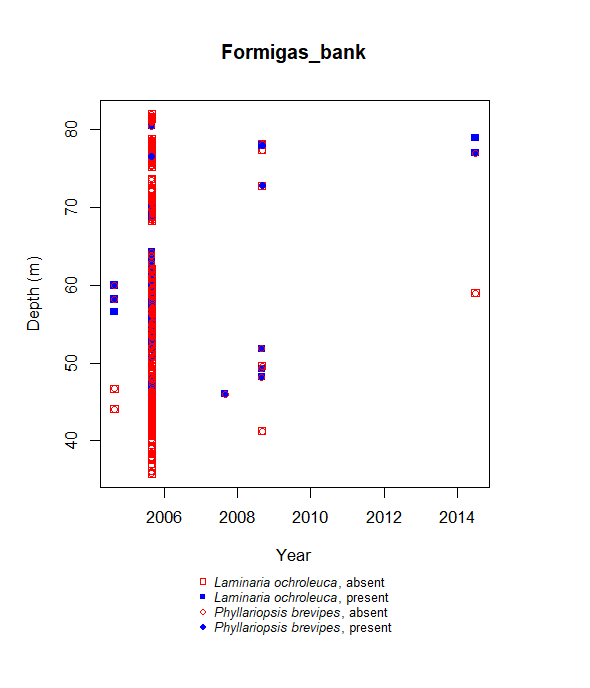 Formigas_bank
80
70
60
50
40
Depth (m)
2006 2008 2010 2012 2014
Year
Laminaria ochroleuca, absent
Laminaria ochroleuca, present
Phyllariopsis brevipes, absent
Phyllariopsis brevipes, present